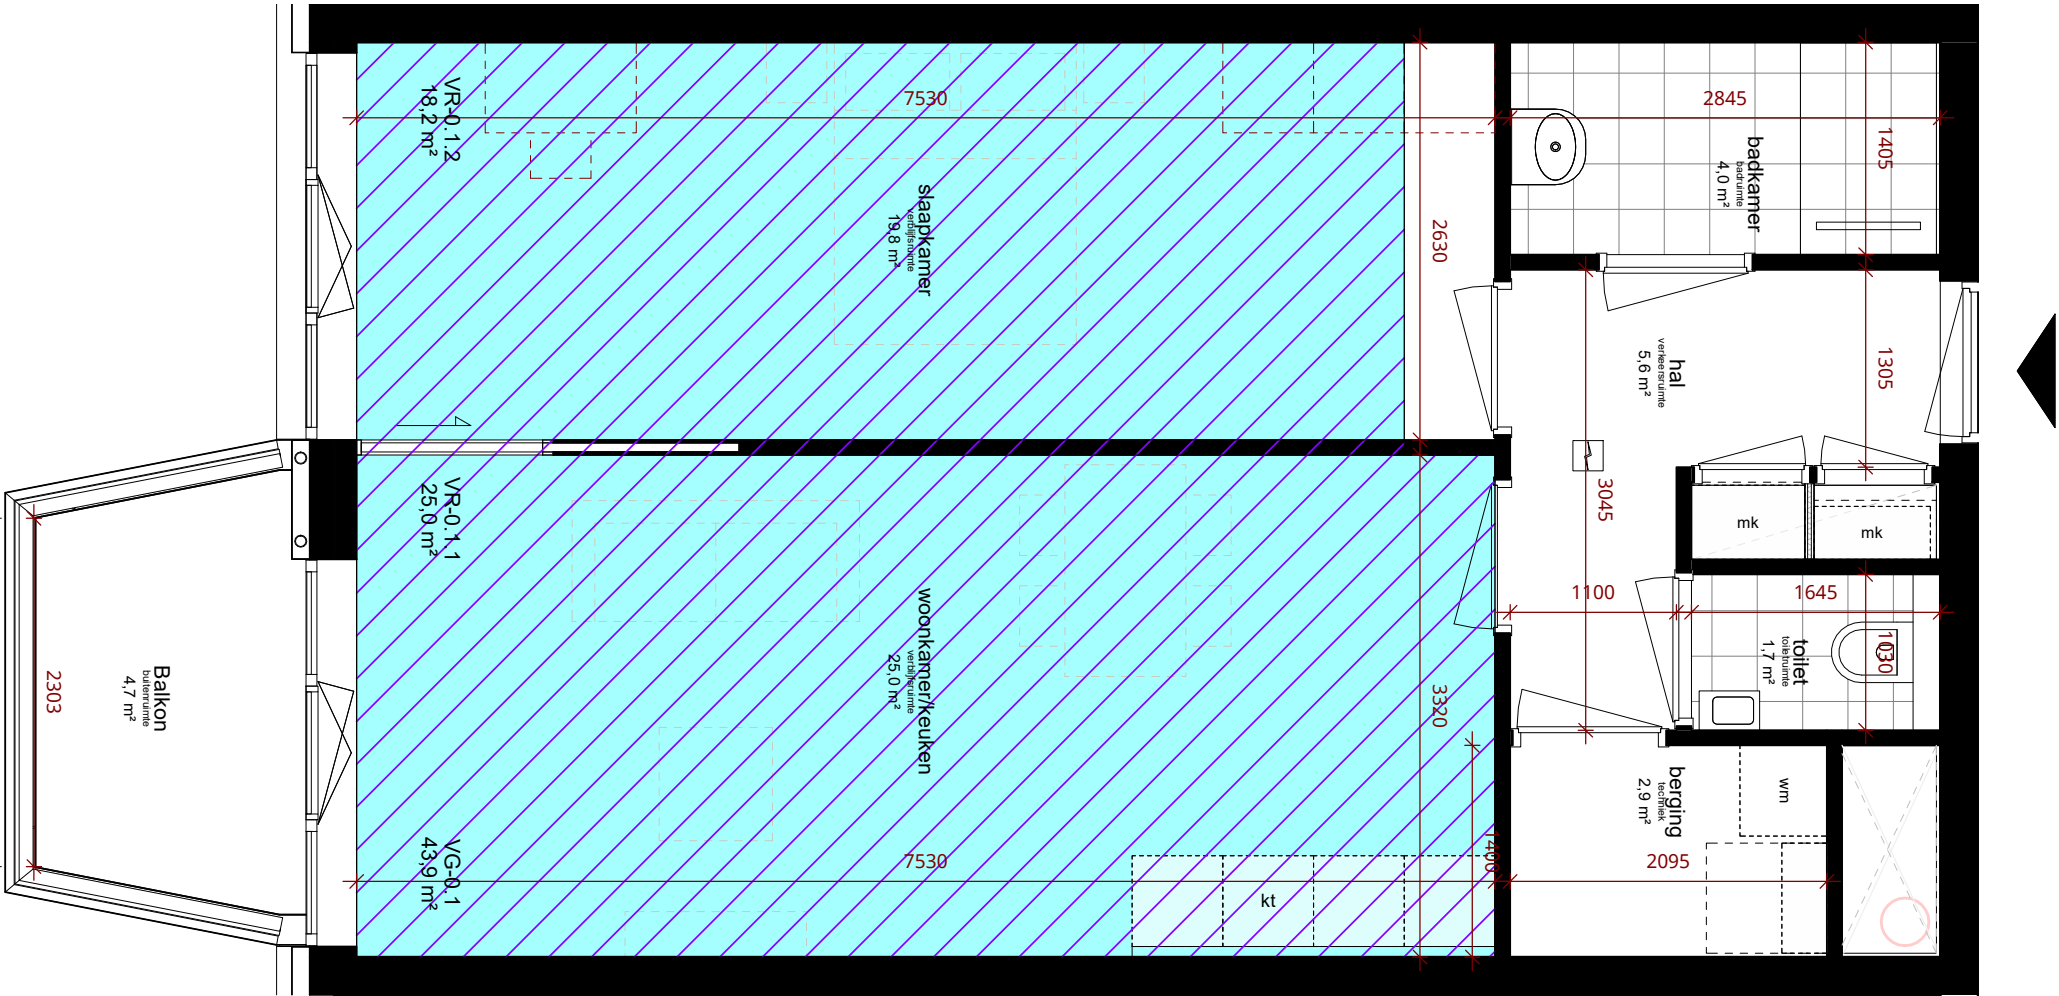 VR-0.1.2
18,2 m²
7530
slaapkamer
verblijfsruimte
19,8 m²
2630
2845
1405
badkamer
badruimte
4,0 m²
hal
verkeersruimte
5,6 m²
1305
3045
mk
mk
VR-0.1.1
25,0 m²
woonkamer/keuken
verblijfsruimte
25,0 m²
3320
1100
1645
1030
toilet
toiletruimte
1,7 m²
Balkon
buitenruimte
4,7 m²
2303
VG-0.1
43,9 m²
7530
kt
1400
berging
techniek
2,9 m²
wm
2095